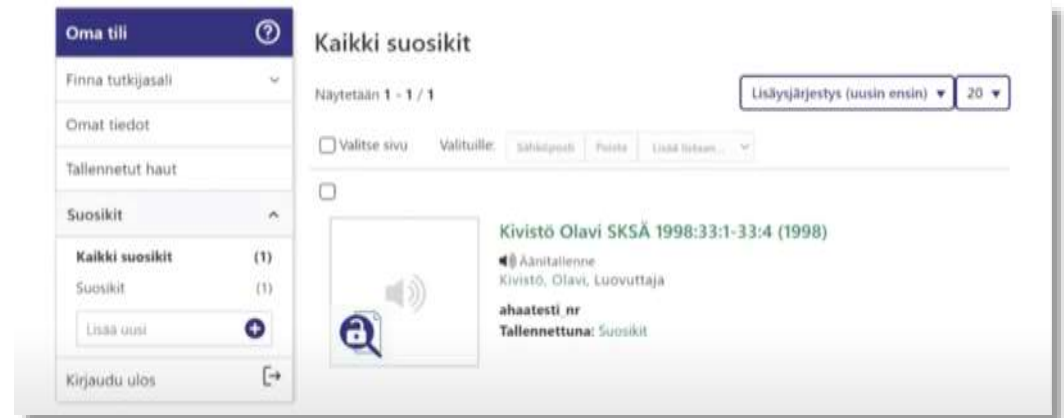 Oma tili
Finna tutkijasali
Omat tiedot
Tallennetut haut
Suosikit
Kaikki suosikit (1)
Suosikit (1)
Lisää uusi
Kirjaudu ulos
Kaikki suosikit
Näytetään 1 - 1 / 1
Lisäysjärjestys (uusin ensin) 20
Valitse sivu Valituille: Sähköposti Poista Lisää listaan...
Kivistö Olavi SKSÄ 1998:33:1-33:4 (1998)
Äänitallenne
Kivistö, Olavi, Luovuttaja
ahaatesti_nr
Tallennettuna: Suosikit